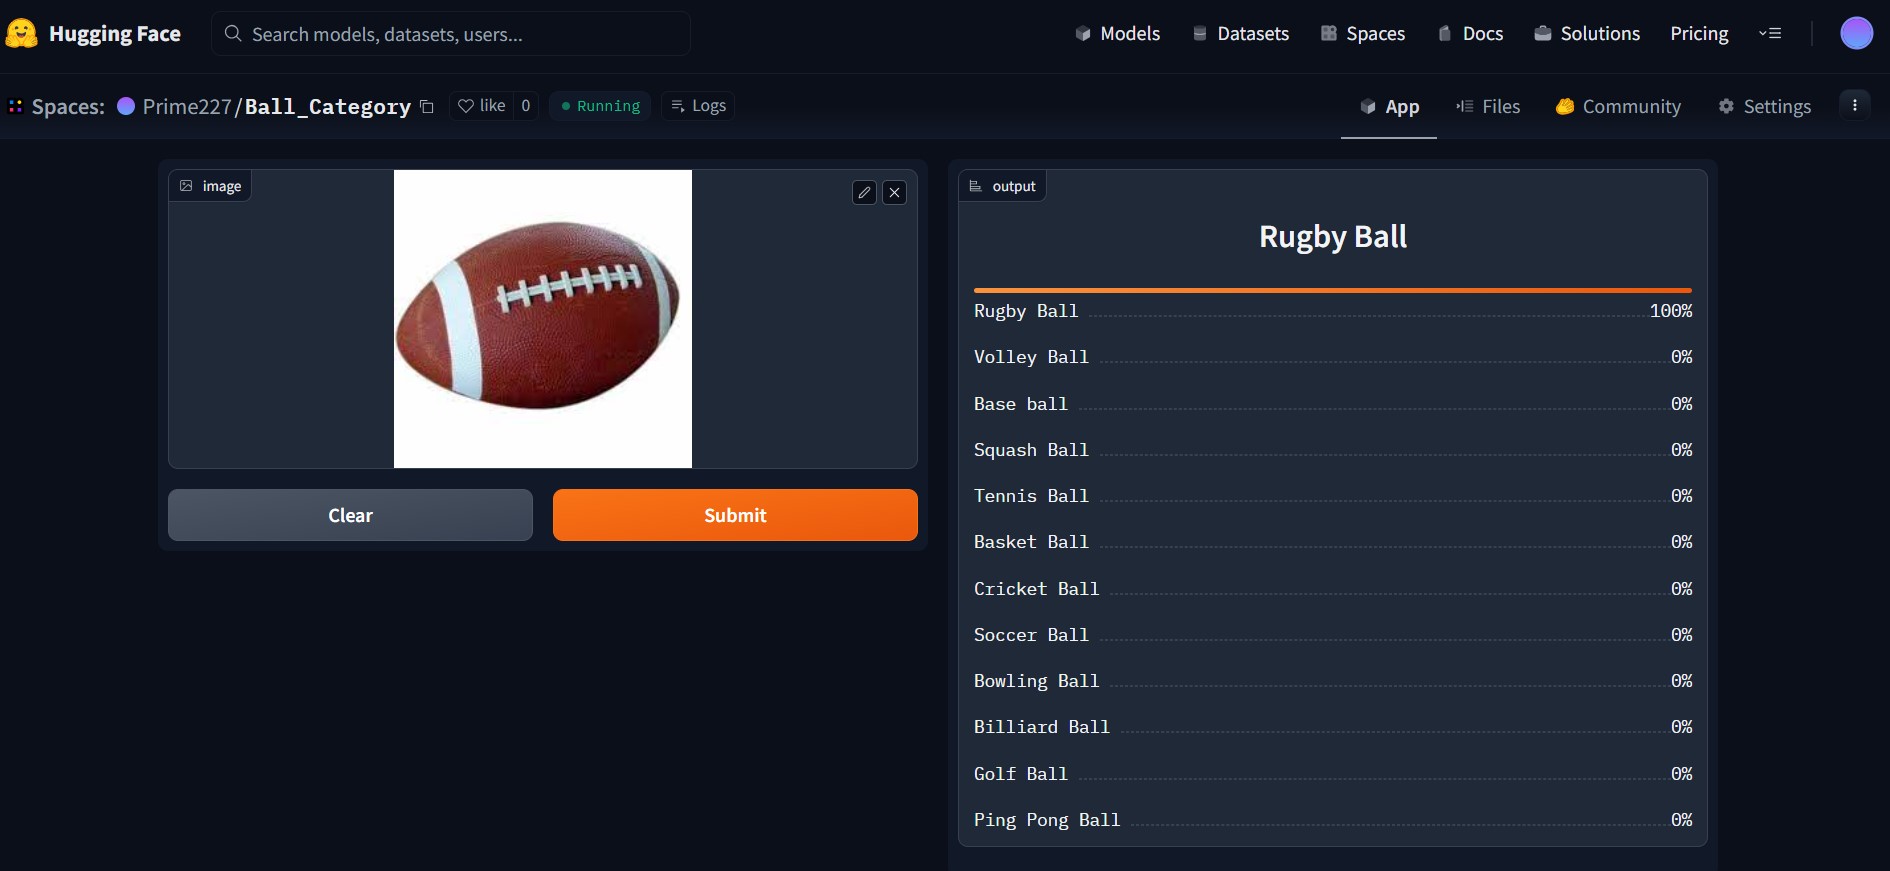 Hugging Face
Search models, datasets, users...
Models Datasets Spaces Docs Solutions Pricing
Spaces: Prime227/Ball_Category like 0 Running Logs
App Files Community Settings
image
Clear
Submit
output
Rugby Ball
Rugby Ball 100%
Volley Ball 0%
Base ball 0%
Squash Ball 0%
Tennis Ball 0%
Basket Ball 0%
Cricket Ball 0%
Soccer Ball 0%
Bowling Ball 0%
Billiard Ball 0%
Golf Ball 0%
Ping Pong Ball 0%